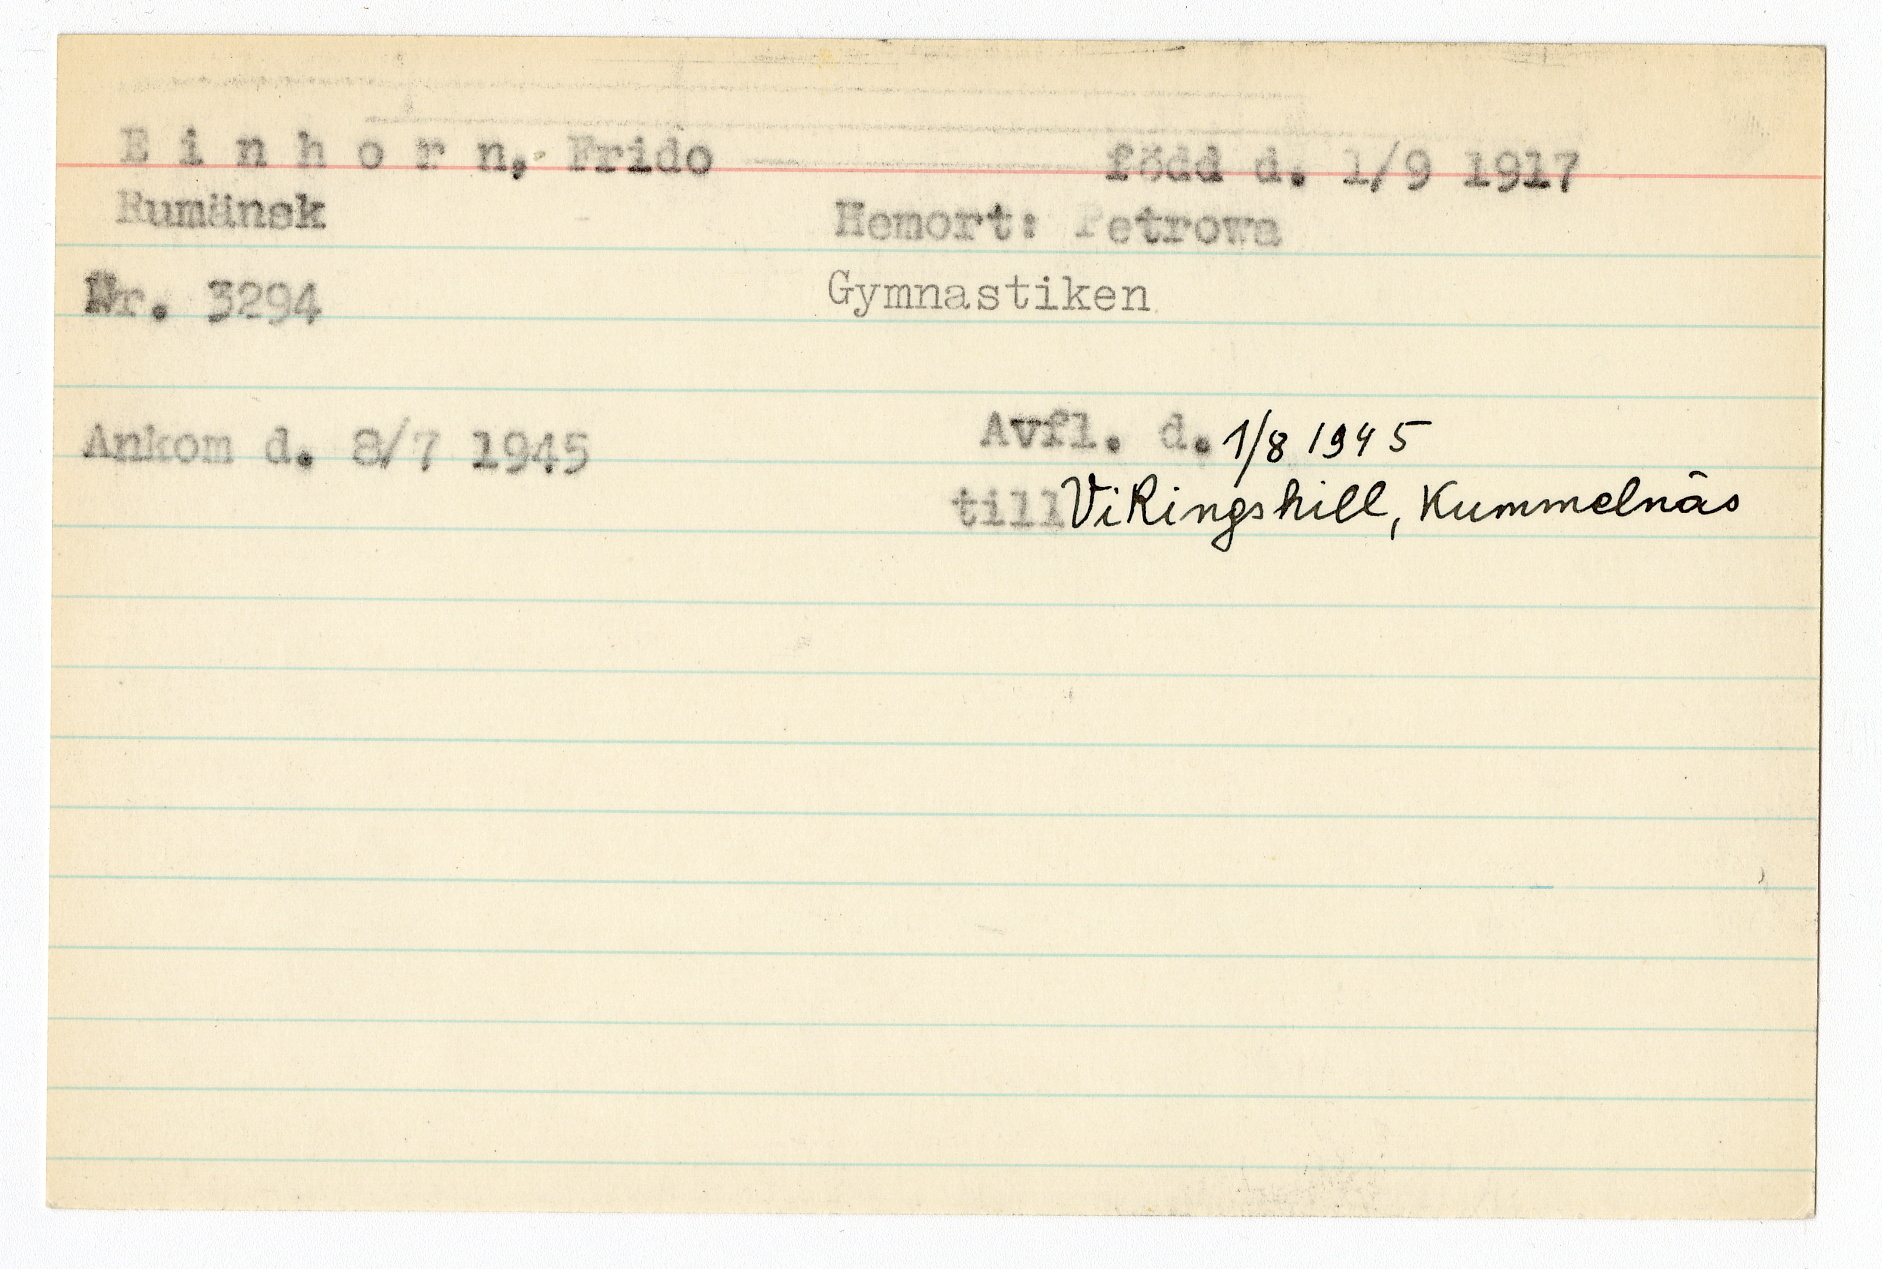 E i n h o r n, Frido född d. 1/9 1917
Rumänsk Hemort: Petrowa
Nr. 3294 Gymnastiken
Ankom d. 8/7 1945 Avfl. d. 1/8 1945
till Vikingshill, Kummelnäs